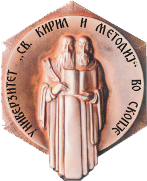 УНИВЕРЗИТЕТ „СВ. КИРИЛ И МЕТОДИЈ“ ВО СКОПЈЕ